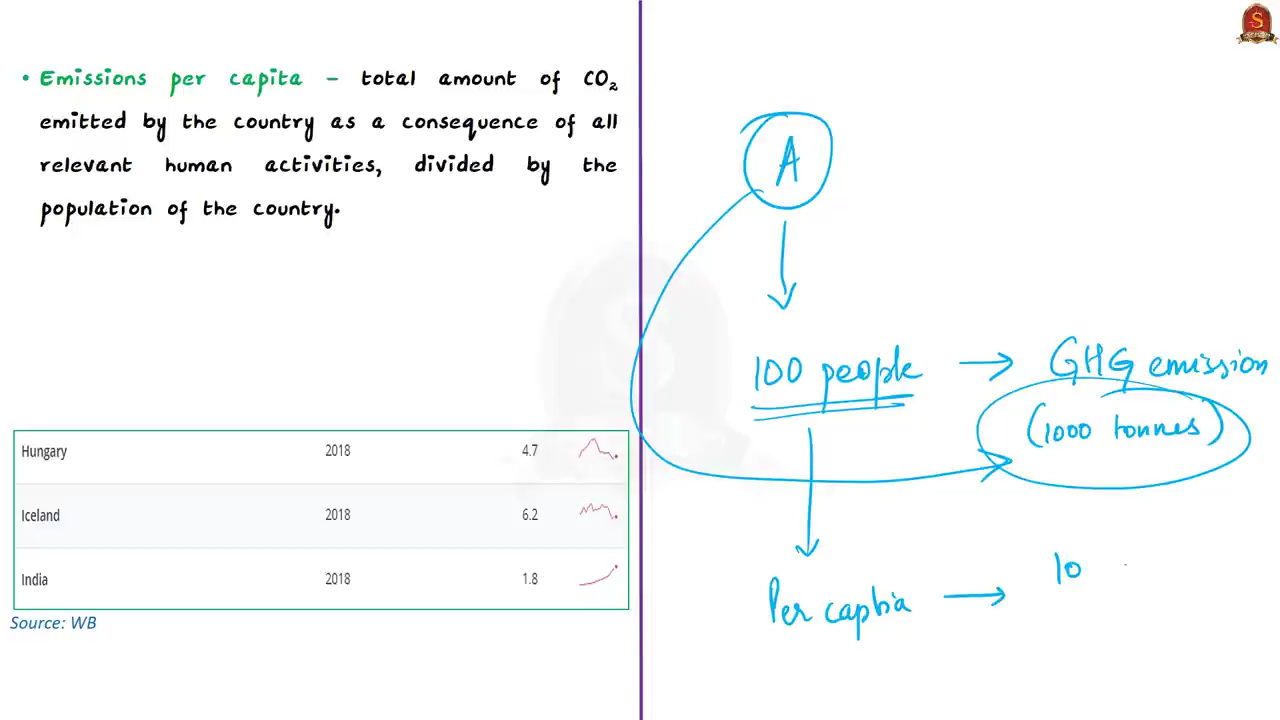 • Emissions per capita – total amount of CO₂
emitted by the country as a consequence of all
relevant human activities, divided by the
population of the country.
Hungary 2018 4.7
Iceland 2018 6.2
India 2018 1.8
Source: WB
A
100 people → GHG emission
(1000 tonnes)
Per capbia → 10